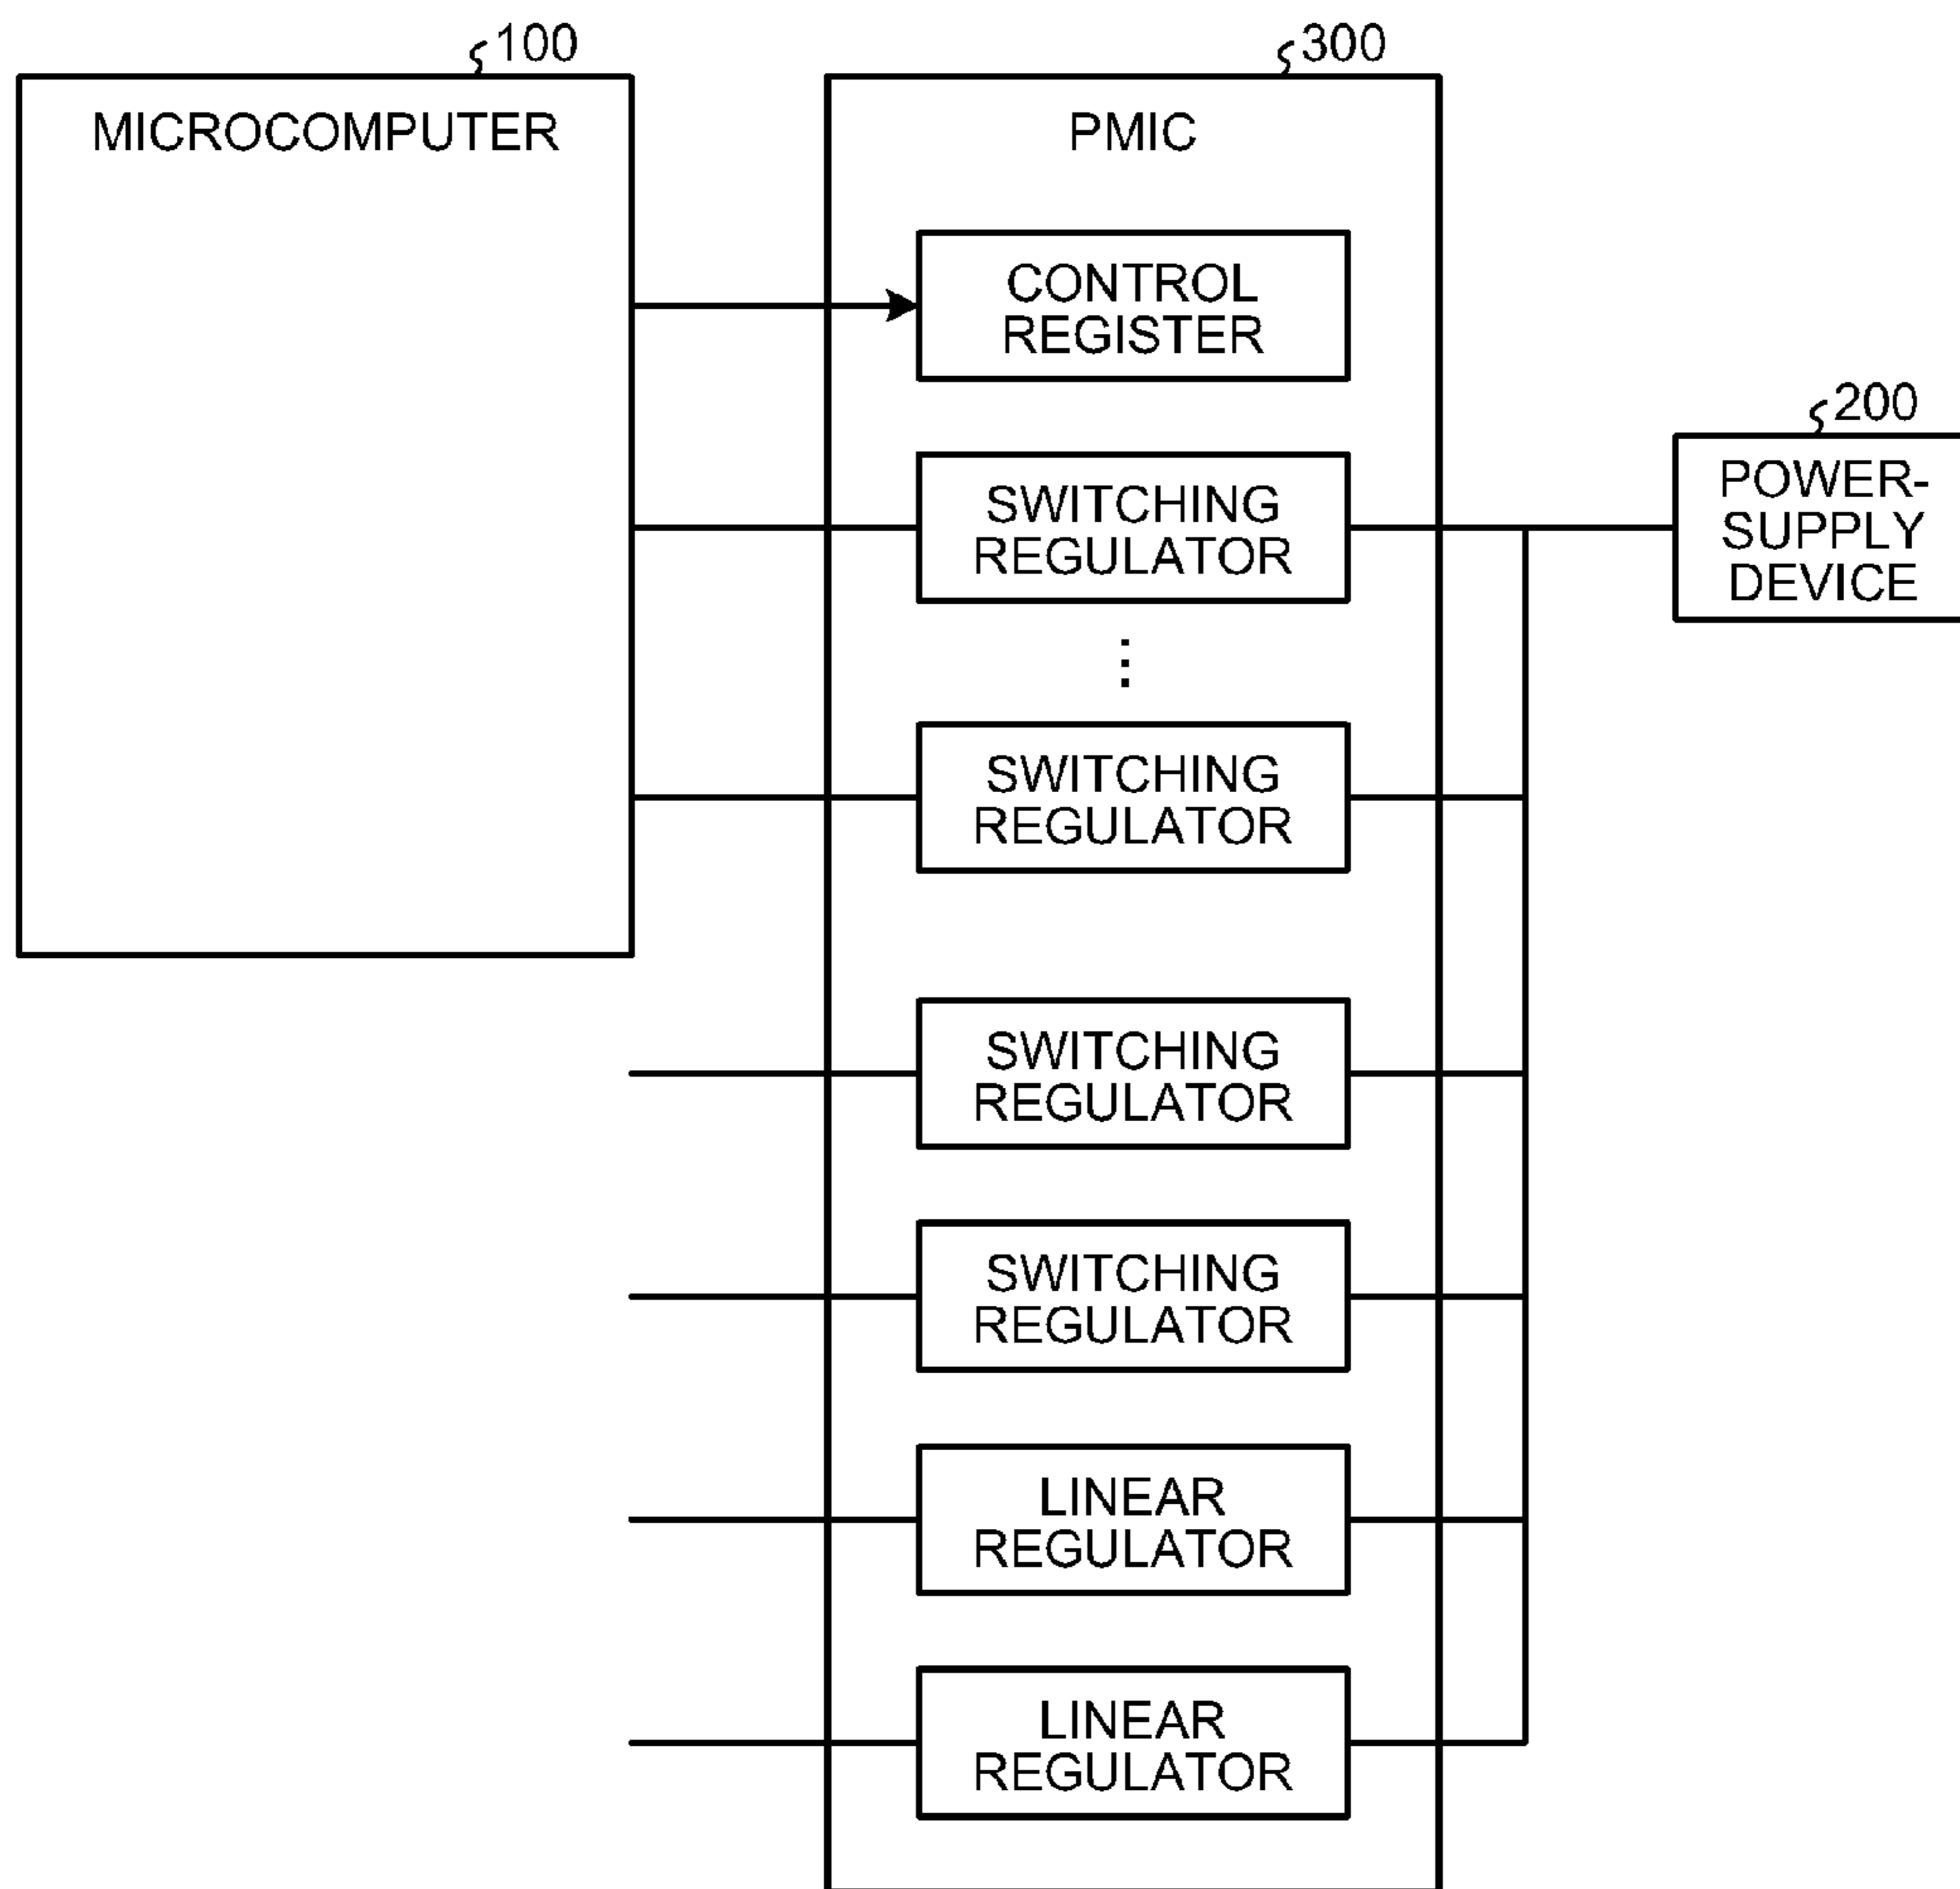 100
MICROCOMPUTER
300
PMIC
CONTROL
REGISTER
SWITCHING
REGULATOR
200
POWER-
SUPPLY
DEVICE
SWITCHING
REGULATOR
SWITCHING
REGULATOR
SWITCHING
REGULATOR
LINEAR
REGULATOR
LINEAR
REGULATOR